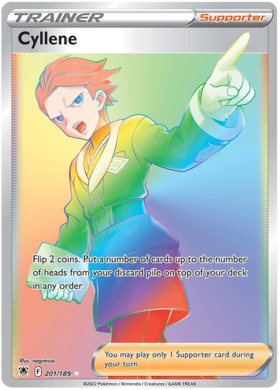 TRAINER Supporter
Cyllene
Flip 2 coins. Put a number of cards up to the number
of heads from your discard pile on top of your deck
in any order.
Illus. nagimiso
F 201/189
You may play only 1 Supporter card during
your turn.
©2022 Pokémon / Nintendo / Creatures / GAME FREAK